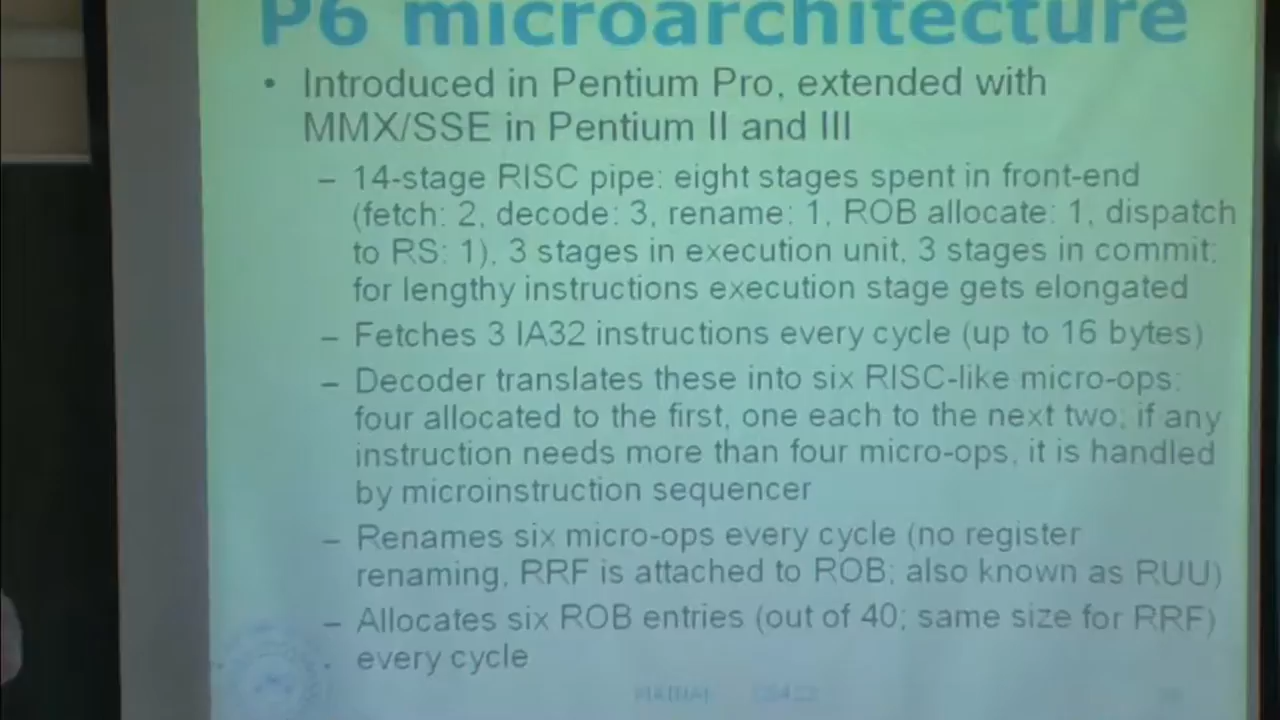 P6 microarchitecture
• Introduced in Pentium Pro, extended with
MMX/SSE in Pentium II and III
– 14-stage RISC pipe: eight stages spent in front-end
(fetch: 2, decode: 3, rename: 1, ROB allocate: 1, dispatch
to RS: 1), 3 stages in execution unit, 3 stages in commit;
for lengthy instructions execution stage gets elongated
– Fetches 3 IA32 instructions every cycle (up to 16 bytes)
– Decoder translates these into six RISC-like micro-ops:
four allocated to the first, one each to the next two; if any
instruction needs more than four micro-ops, it is handled
by microinstruction sequencer
– Renames six micro-ops every cycle (no register
renaming, RRF is attached to ROB; also known as RUU)
– Allocates six ROB entries (out of 40; same size for RRF)
every cycle